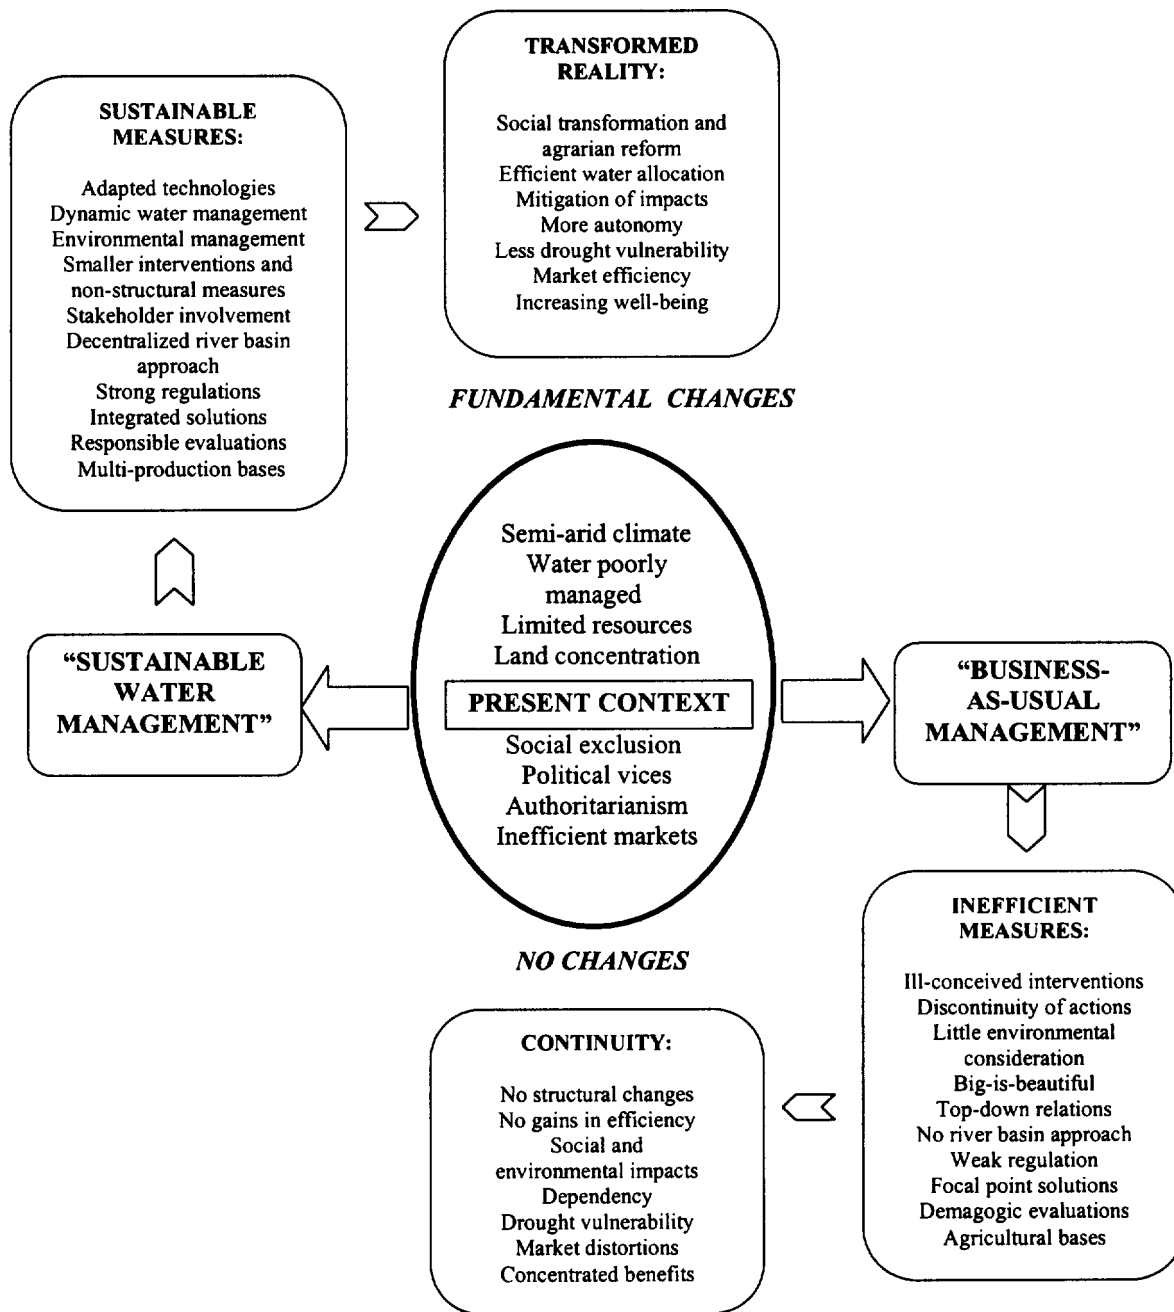 TRANSFORMED
REALITY:
Social transformation and
agrarian reform
Efficient water allocation
Mitigation of impacts
More autonomy
Less drought vulnerability
Market efficiency
Increasing well-being
SUSTAINABLE
MEASURES:
Adapted technologies
Dynamic water management
Environmental management
Smaller interventions and
non-structural measures
Stakeholder involvement
Decentralized river basin
approach
Strong regulations
Integrated solutions
Responsible evaluations
Multi-production bases
FUNDAMENTAL CHANGES
Semi-arid climate
Water poorly
managed
Limited resources
Land concentration
PRESENT CONTEXT
Social exclusion
Political vices
Authoritarianism
Inefficient markets
“SUSTAINABLE
WATER
MANAGEMENT”
“BUSINESS-
AS-USUAL
MANAGEMENT”
NO CHANGES
INEFFICIENT
MEASURES:
Ill-conceived interventions
Discontinuity of actions
Little environmental
consideration
Big-is-beautiful
Top-down relations
No river basin approach
Weak regulation
Focal point solutions
Demagogic evaluations
Agricultural bases
CONTINUITY:
No structural changes
No gains in efficiency
Social and
environmental impacts
Dependency
Drought vulnerability
Market distortions
Concentrated benefits